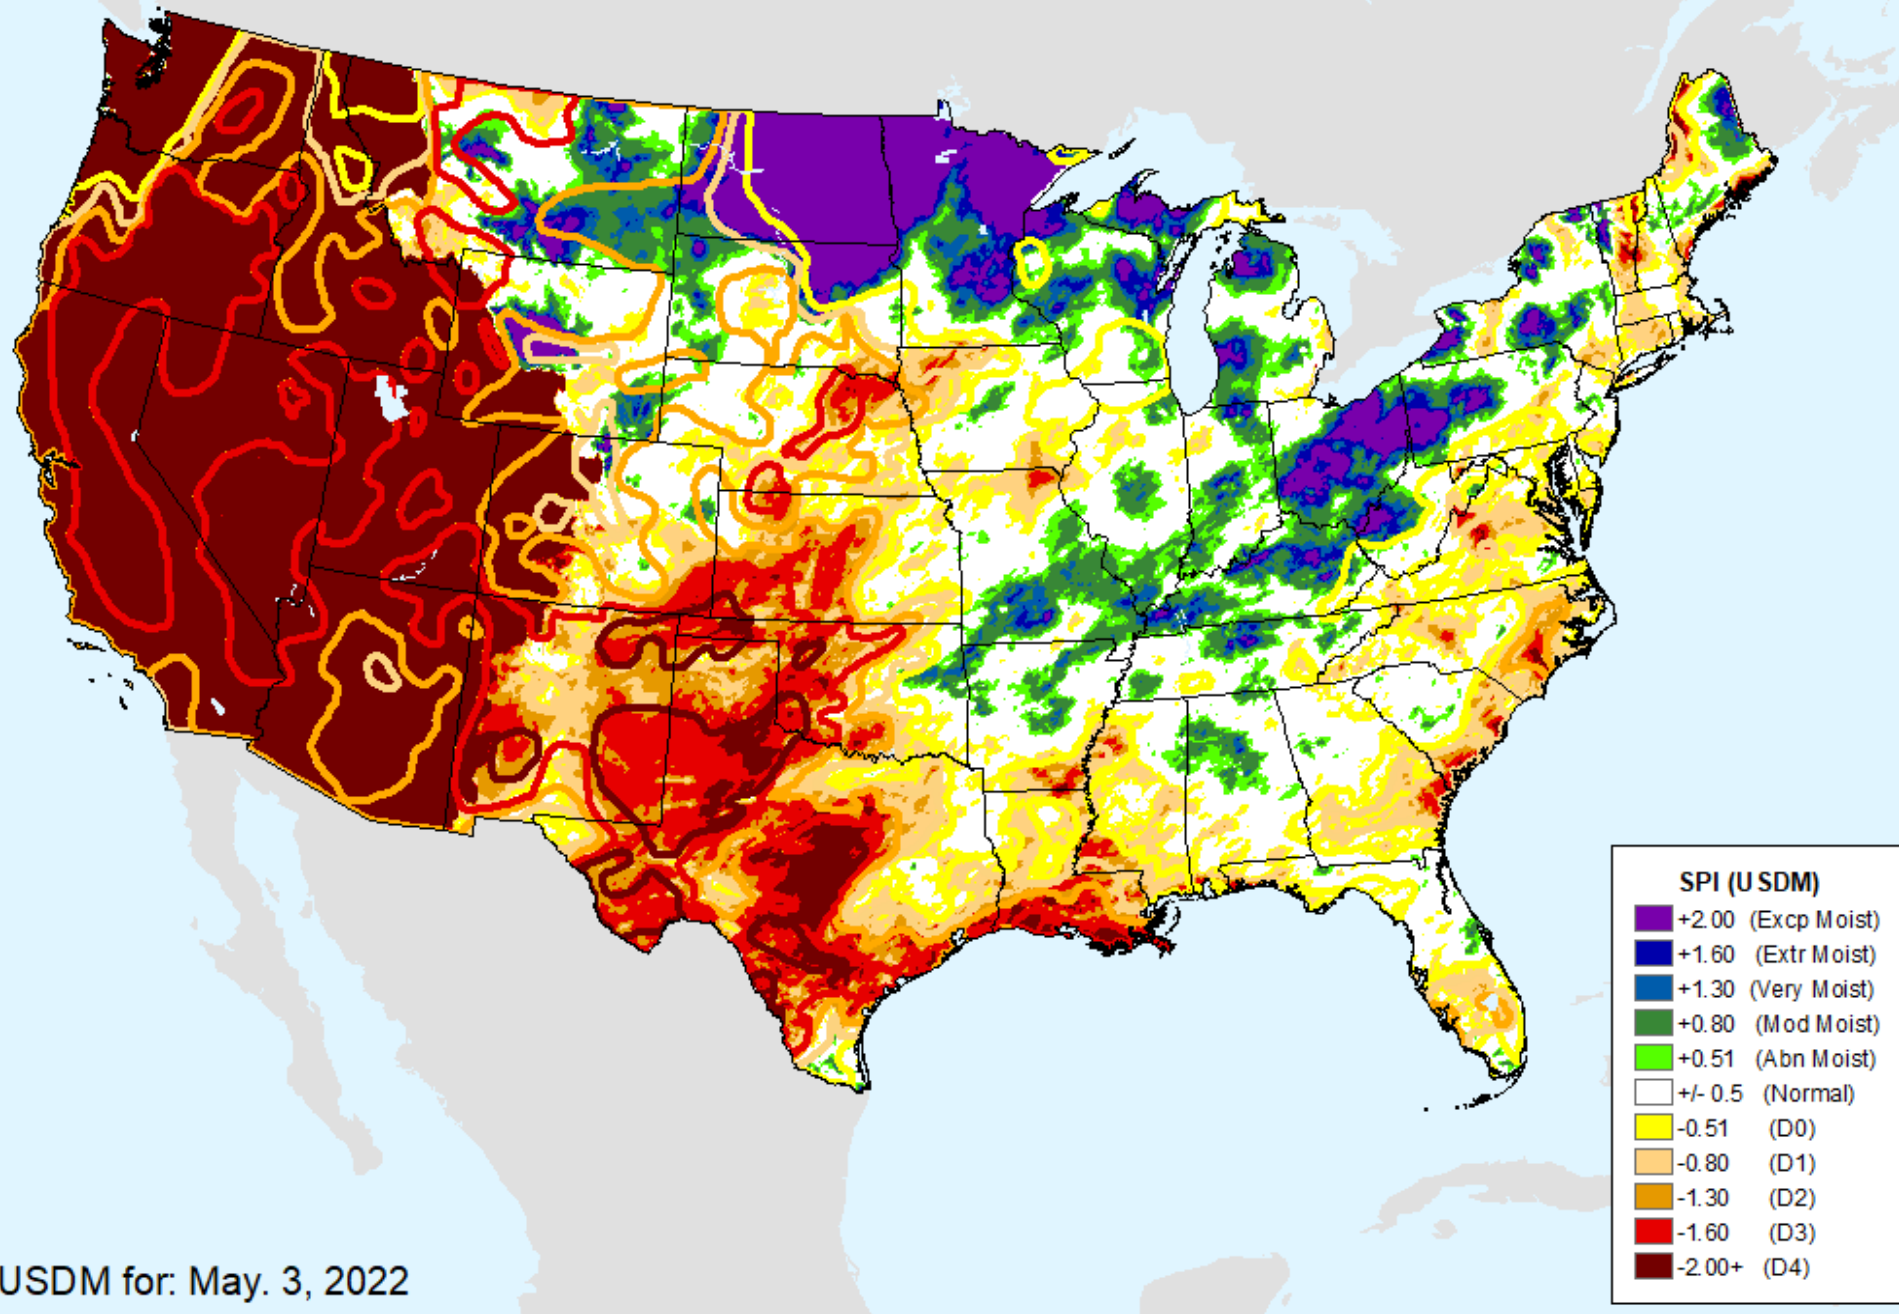 SPI (USDM)
+2.00 (Excp Moist)
+1.60 (Extr Moist)
+1.30 (Very Moist)
+0.80 (Mod Moist)
+0.51 (Abn Moist)
+/- 0.5 (Normal)
-0.51 (D0)
-0.80 (D1)
-1.30 (D2)
-1.60 (D3)
-2.00+ (D4)
USDM for: May. 3, 2022